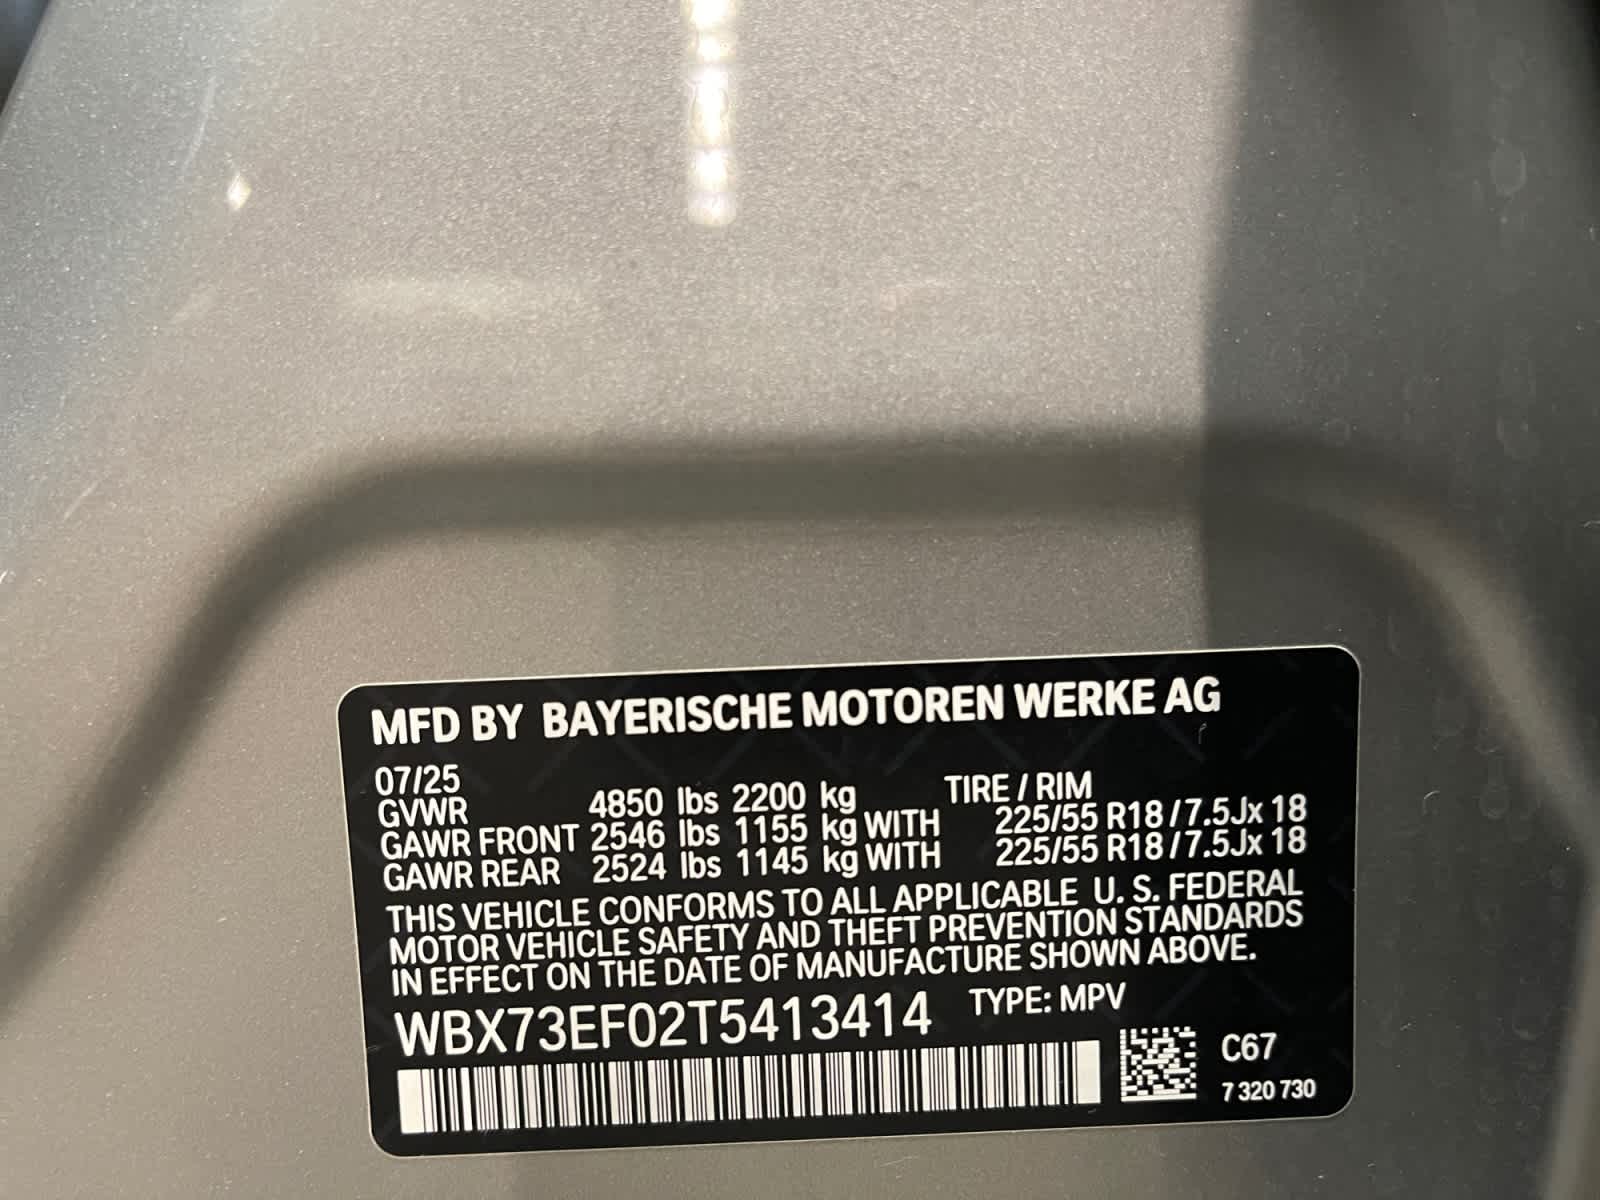 MFD BY BAYERISCHE MOTOREN WERKE AG
07/25
GVWR 4850 lbs 2200 kg TIRE / RIM
GAWR FRONT 2546 lbs 1155 kg WITH 225/55 R18 / 7.5Jx 18
GAWR REAR 2524 lbs 1145 kg WITH 225/55 R18 / 7.5Jx 18
THIS VEHICLE CONFORMS TO ALL APPLICABLE U. S. FEDERAL
MOTOR VEHICLE SAFETY AND THEFT PREVENTION STANDARDS
IN EFFECT ON THE DATE OF MANUFACTURE SHOWN ABOVE.
WBX73EF02T5413414 TYPE: MPV
C67
7 320 730